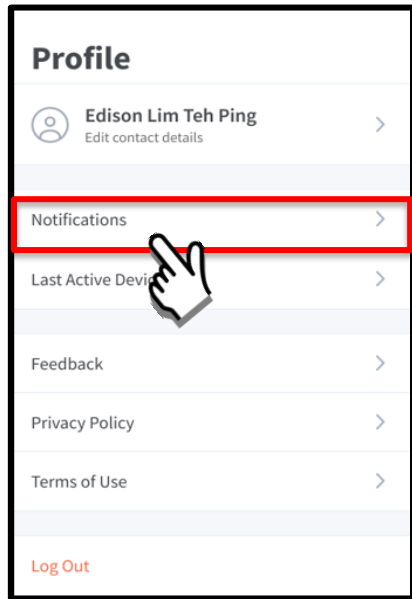 Profile
Edison Lim Teh Ping
Edit contact details
Notifications
Last Active
Feedback
Privacy Policy
Terms of Use
Log Out